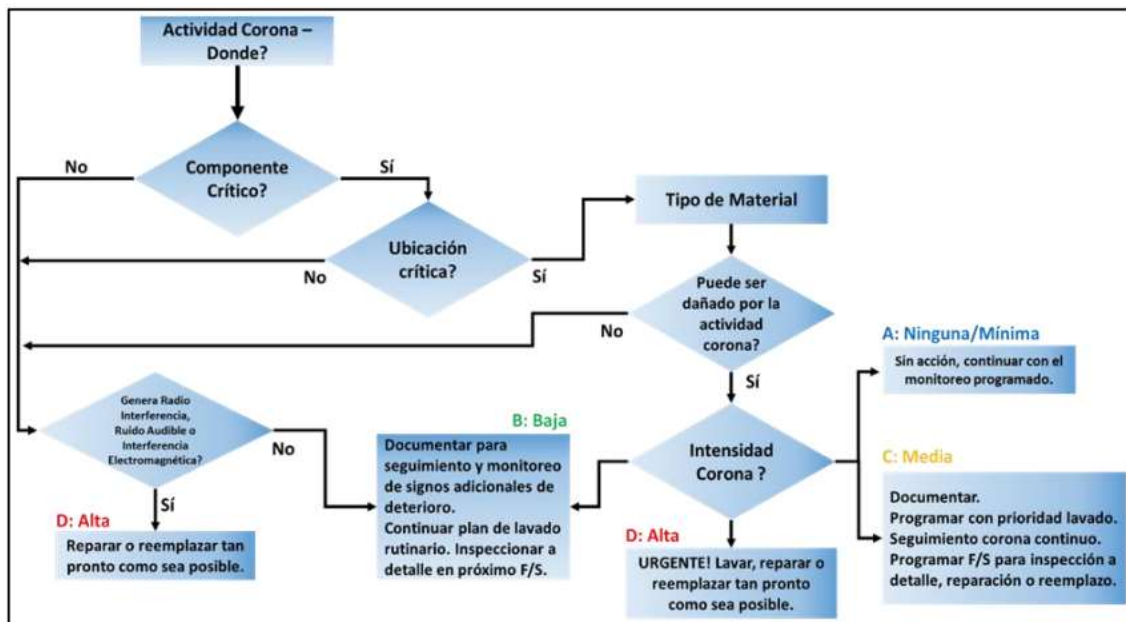 Actividad Corona –
Donde?
No
Componente
Crítico?
Sí
Tipo de Material
Ubicación
crítica?
No
Sí
Puede ser
dañado por la
actividad
corona?
No
Sí
A: Ninguna/Mínima
Sin acción, continuar con el
monitoreo programado.
Genera Radio
Interferencia,
Ruido Audible o
Interferencia
Electromagnética?
No
Sí
B: Baja
Documentar para
seguimiento y monitoreo
de signos adicionales de
deterioro.
Continuar plan de lavado
rutinario. Inspeccionar a
detalle en próximo F/S.
Intensidad
Corona ?
C: Media
Documentar.
Programar con prioridad lavado.
Seguimiento corona continuo.
Programar F/S para inspección a
detalle, reparación o reemplazo.
D: Alta
Reparar o reemplazar tan
pronto como sea posible.
D: Alta
URGENTE! Lavar, reparar o
reemplazar tan pronto
como sea posible.